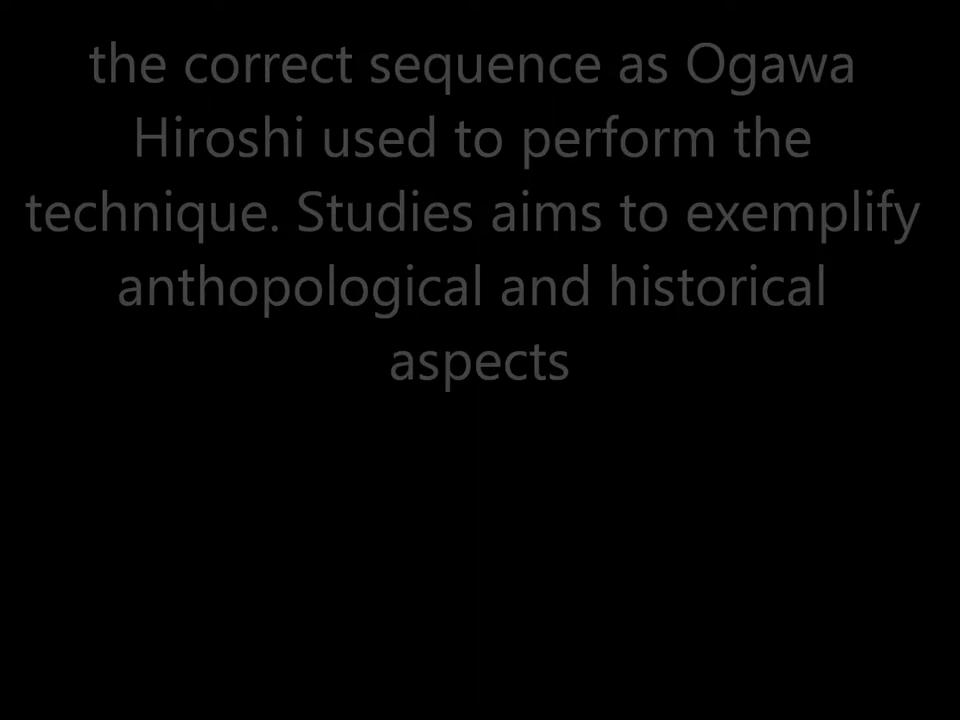 the correct sequence as Ogawa
Hiroshi used to perform the
technique. Studies aims to exemplify
anthopological and historical
aspects